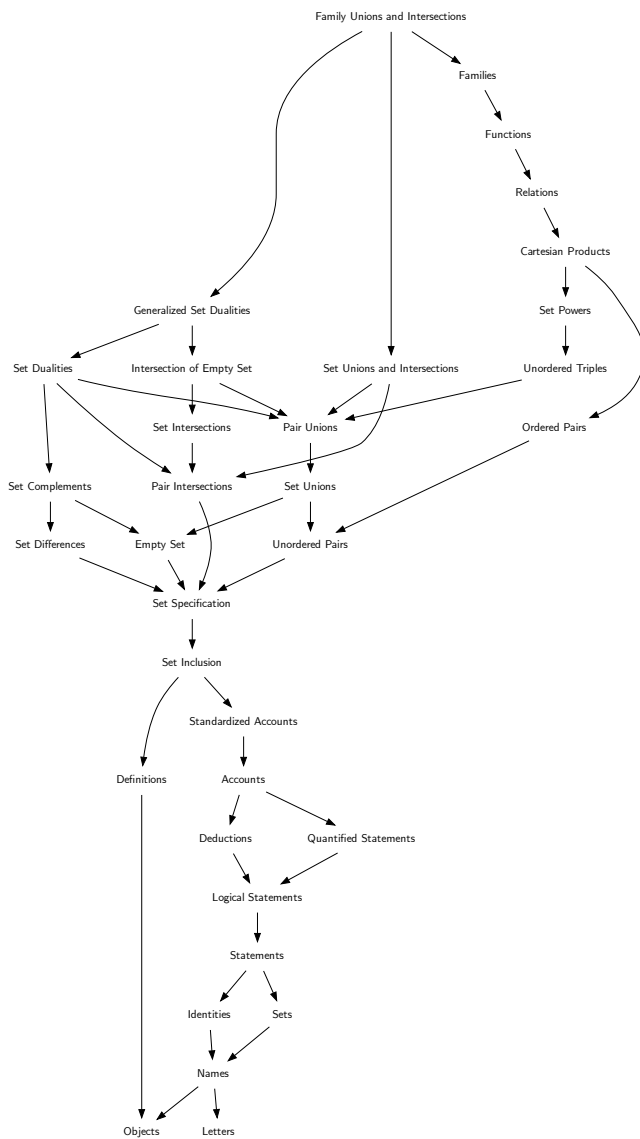 Family Unions and Intersections
Families
Functions
Relations
Cartesian Products
Generalized Set Dualities
Set Powers
Set Dualities
Intersection of Empty Set
Set Unions and Intersections
Unordered Triples
Set Intersections
Pair Unions
Ordered Pairs
Set Complements
Pair Intersections
Set Unions
Set Differences
Empty Set
Unordered Pairs
Set Specification
Set Inclusion
Standardized Accounts
Definitions
Accounts
Deductions
Quantified Statements
Logical Statements
Statements
Identities
Sets
Names
Objects
Letters